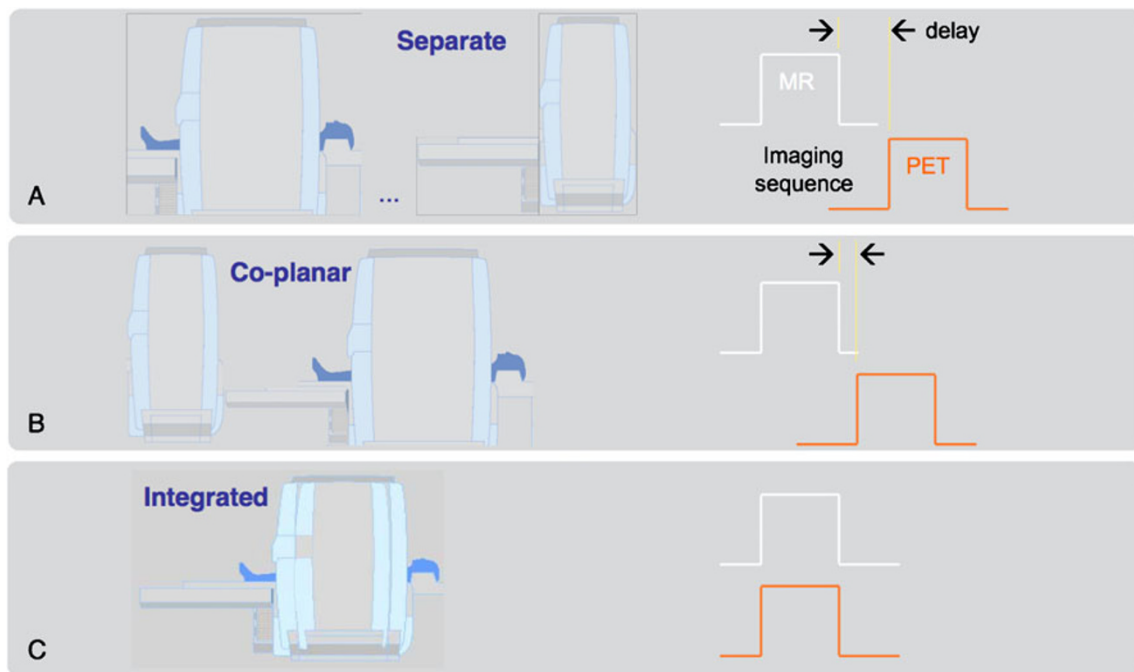 Separate
delay
MR
Imaging
sequence
PET
A
...
Co-planar
B
Integrated
C